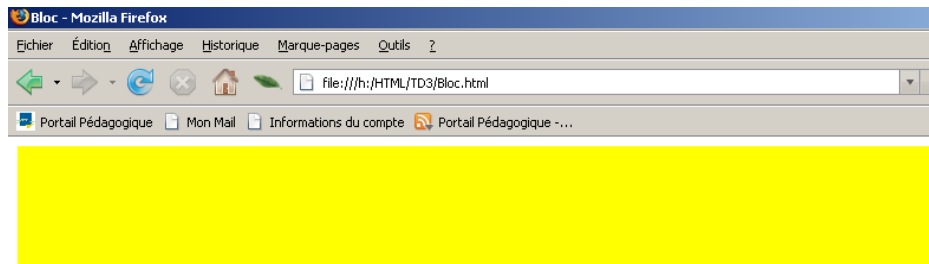 Bloc - Mozilla Firefox
Fichier Édition Affichage Historique Marque-pages Outils ?
file:///h:/HTML/TD3/Bloc.html
Portail Pédagogique Mon Mail Informations du compte Portail Pédagogique -...